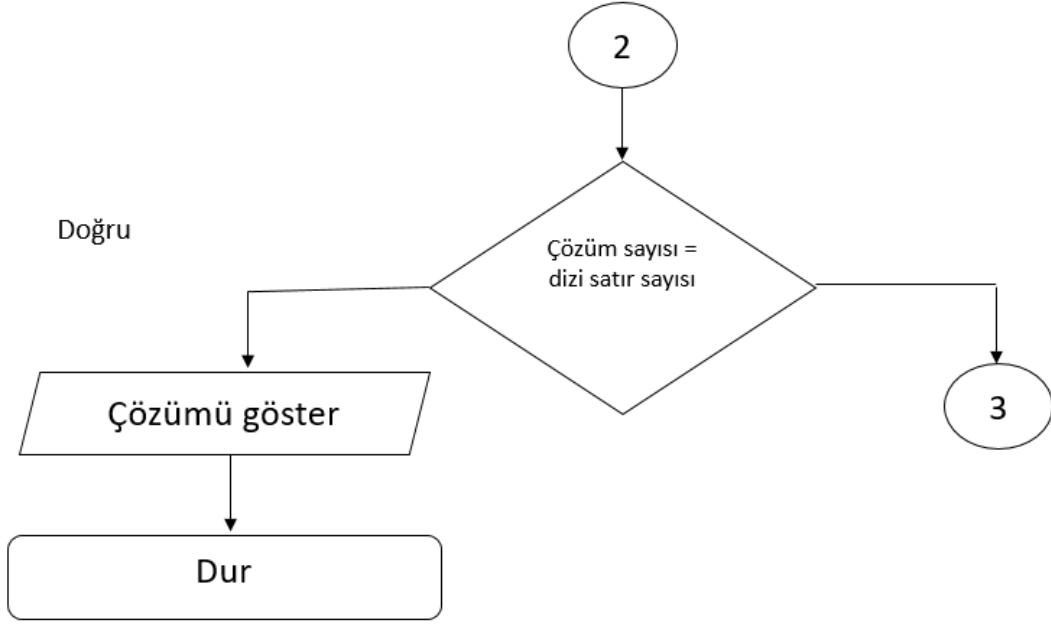 2
Doğru
Çözüm sayısı =
dizi satır sayısı
Çözümü göster
3
Dur